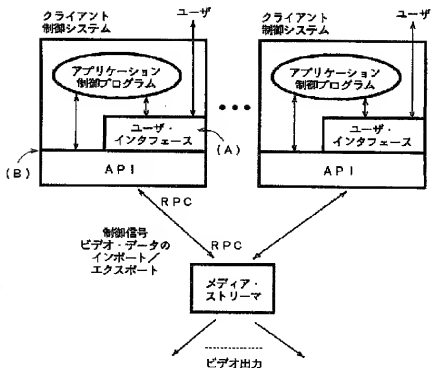 クライアント
制御システム
ユーザ
アプリケーション
制御プログラム
ユーザ・
インタフェース
(A)
(B)
API
•••
クライアント
制御システム
ユーザ
アプリケーション
制御プログラム
ユーザ・
インタフェース
API
RPC
RPC
制御信号
ビデオ・データの
インポート/
エクスポート
メディア・
ストリーマ
ビデオ出力